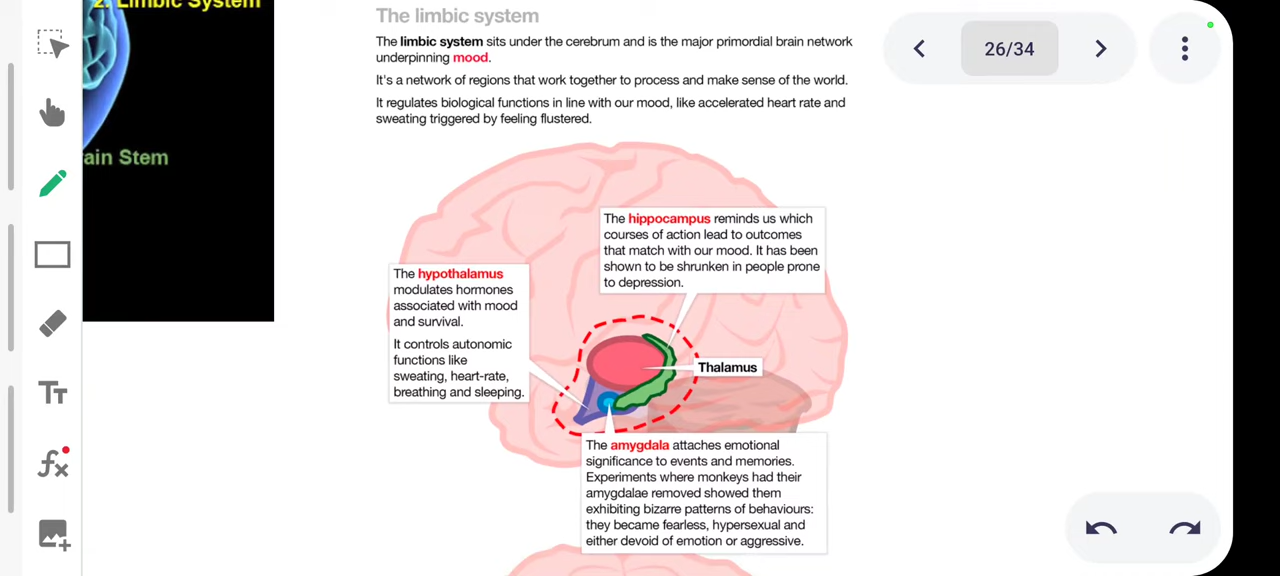 2. Limbic System
ain Stem
The limbic system
The limbic system sits under the cerebrum and is the major primordial brain network
underpinning mood.
It's a network of regions that work together to process and make sense of the world.
It regulates biological functions in line with our mood, like accelerated heart rate and
sweating triggered by feeling flustered.
The hippocampus reminds us which
courses of action lead to outcomes
that match with our mood. It has been
shown to be shrunken in people prone
to depression.
The hypothalamus
modulates hormones
associated with mood
and survival.
It controls autonomic
functions like
sweating, heart-rate,
breathing and sleeping.
Thalamus
The amygdala attaches emotional
significance to events and memories.
Experiments where monkeys had their
amygdalae removed showed them
exhibiting bizarre patterns of behaviours:
they became fearless, hypersexual and
either devoid of emotion or aggressive.
26/34
TT
fx